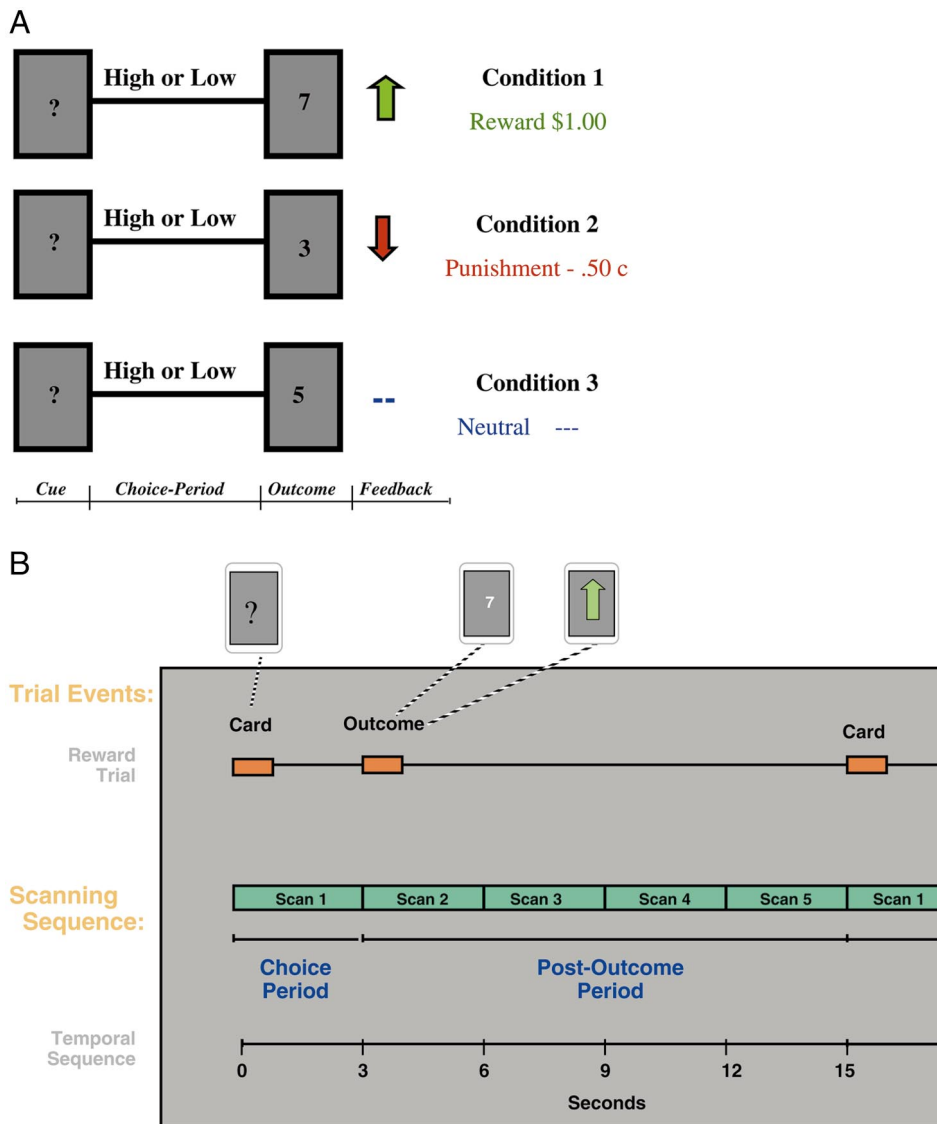 A
? High or Low 7 Condition 1
Reward $1.00
? High or Low 3 Condition 2
Punishment - .50 c
? High or Low 5 -- Condition 3
Neutral ---
Cue Choice-Period Outcome Feedback
B
? 7
Trial Events:
Card Outcome Card
Reward
Trial
Scanning
Sequence:
Scan 1 Scan 2 Scan 3 Scan 4 Scan 5 Scan 1
Choice
Period
Post-Outcome
Period
Temporal
Sequence
0 3 6 9 12 15
Seconds